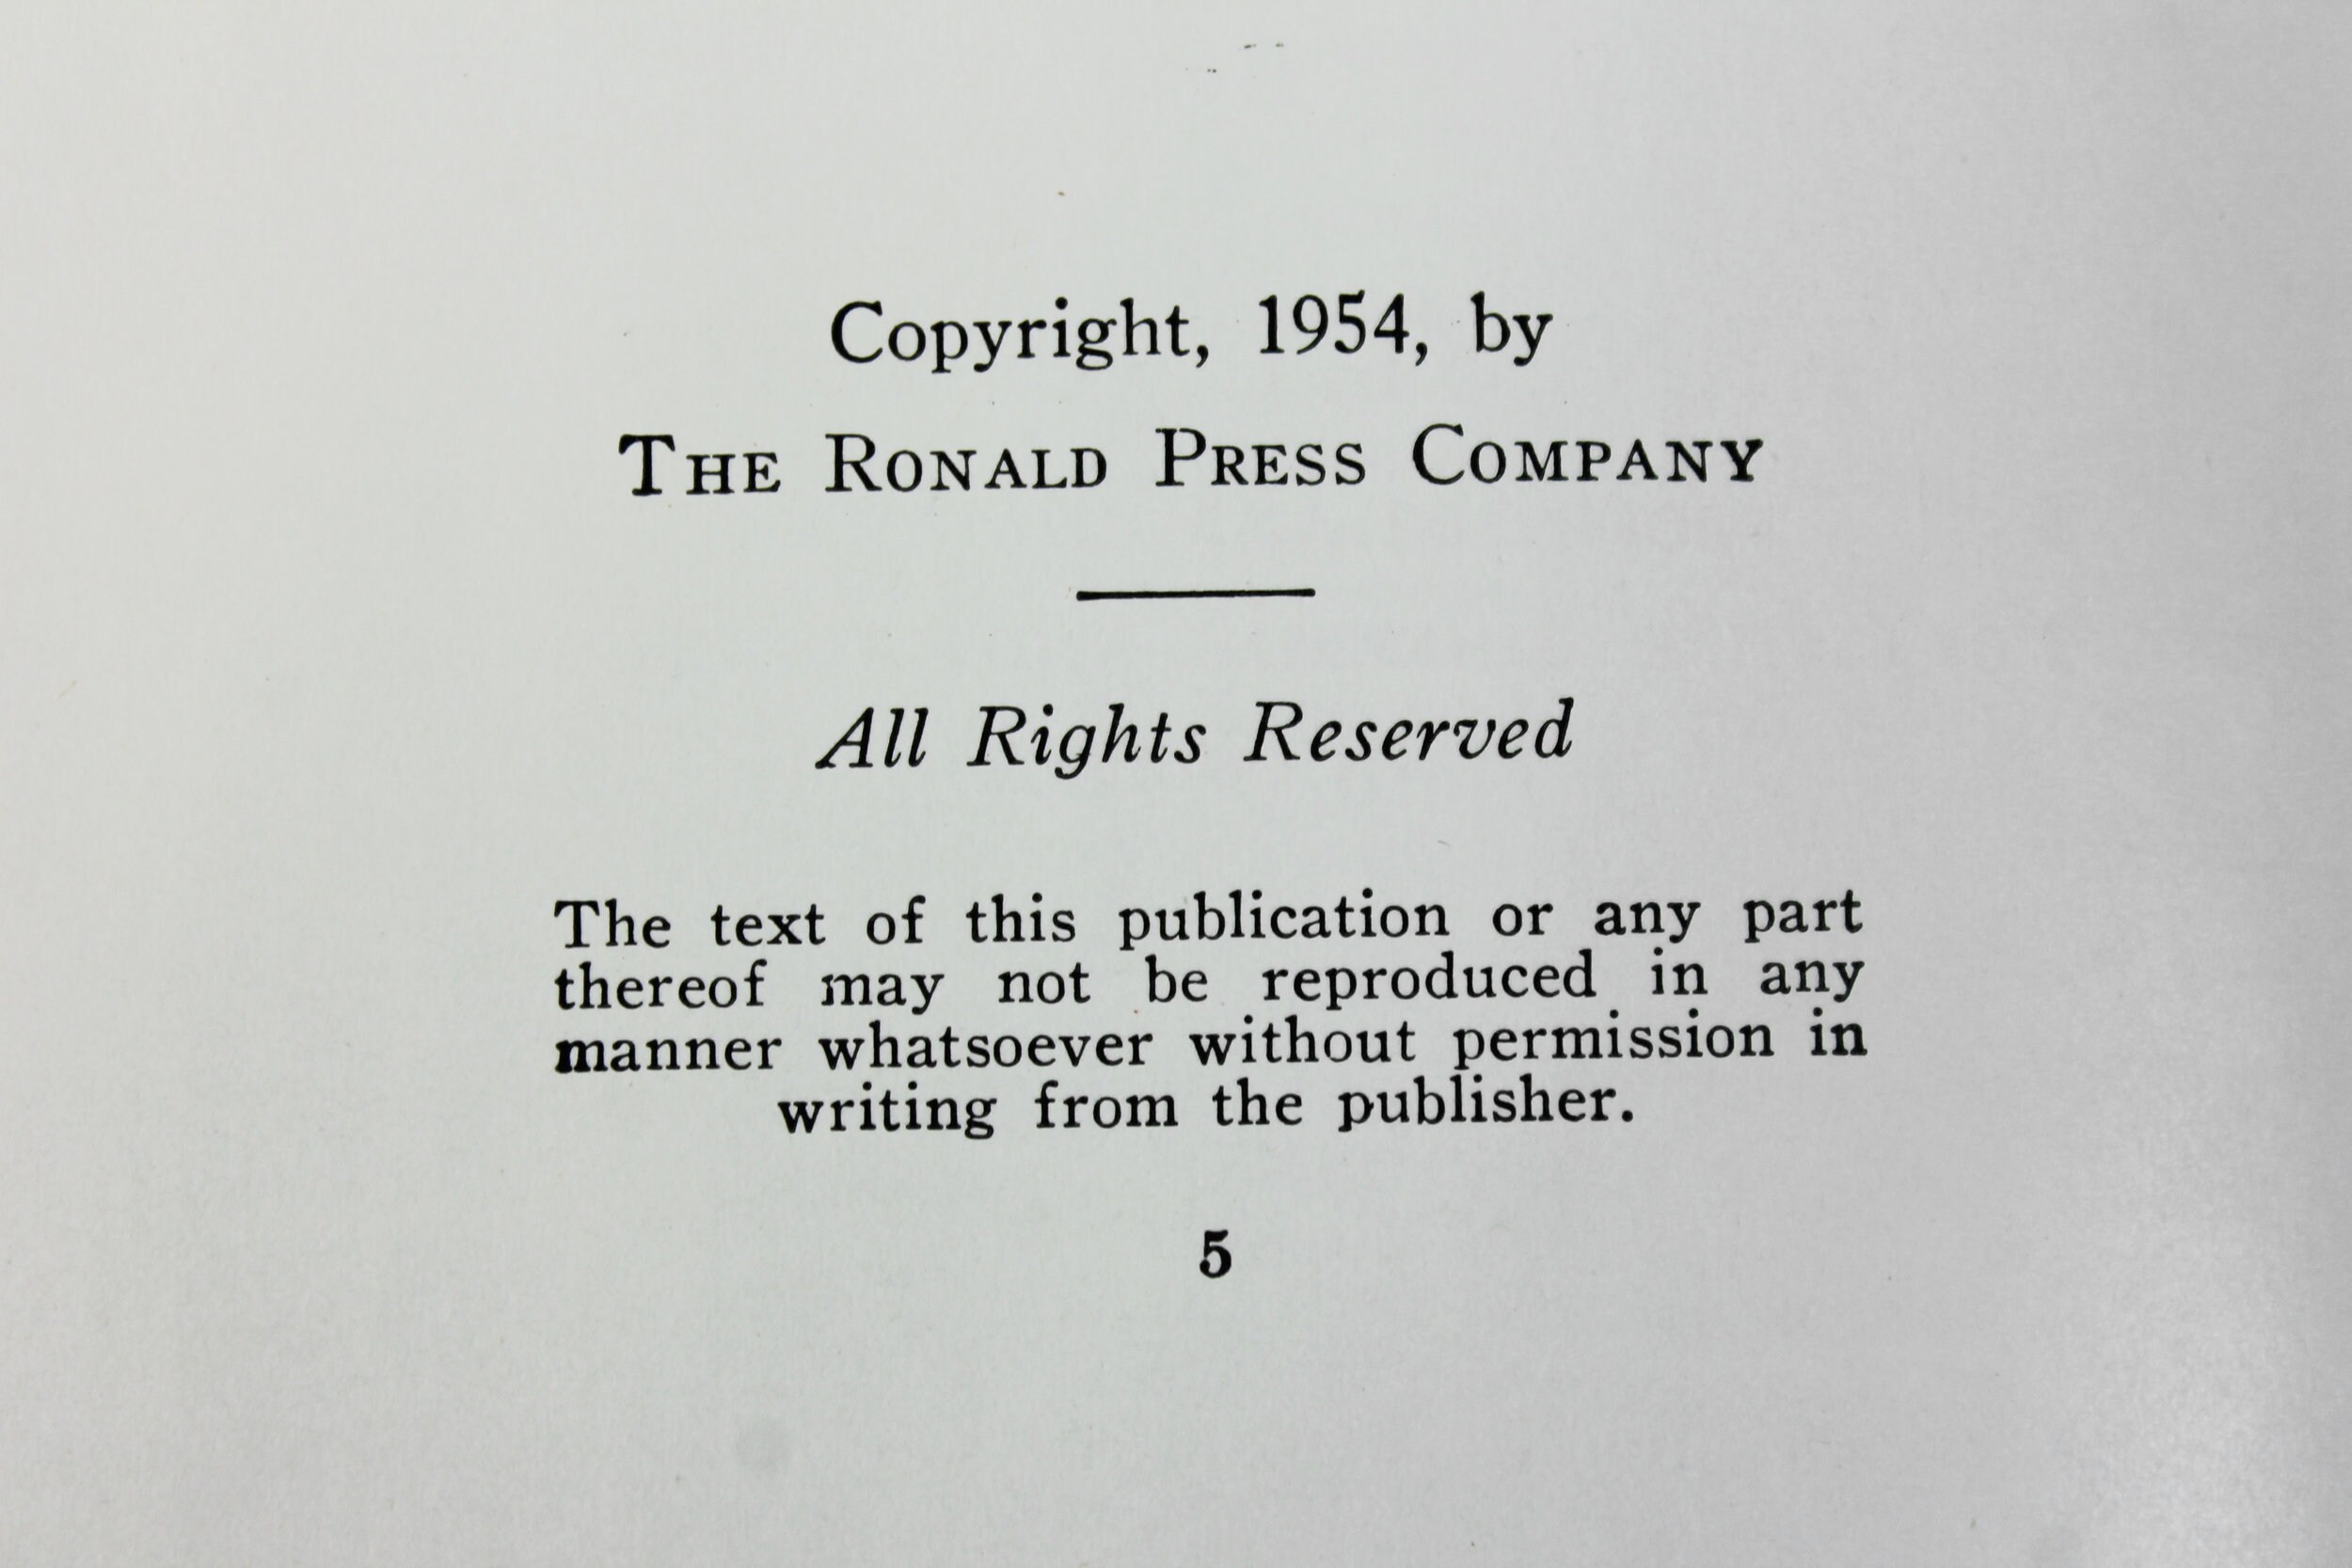 Copyright, 1954, by
THE RONALD PRESS COMPANY
All Rights Reserved
The text of this publication or any part
thereof may not be reproduced in any
manner whatsoever without permission in
writing from the publisher.
5